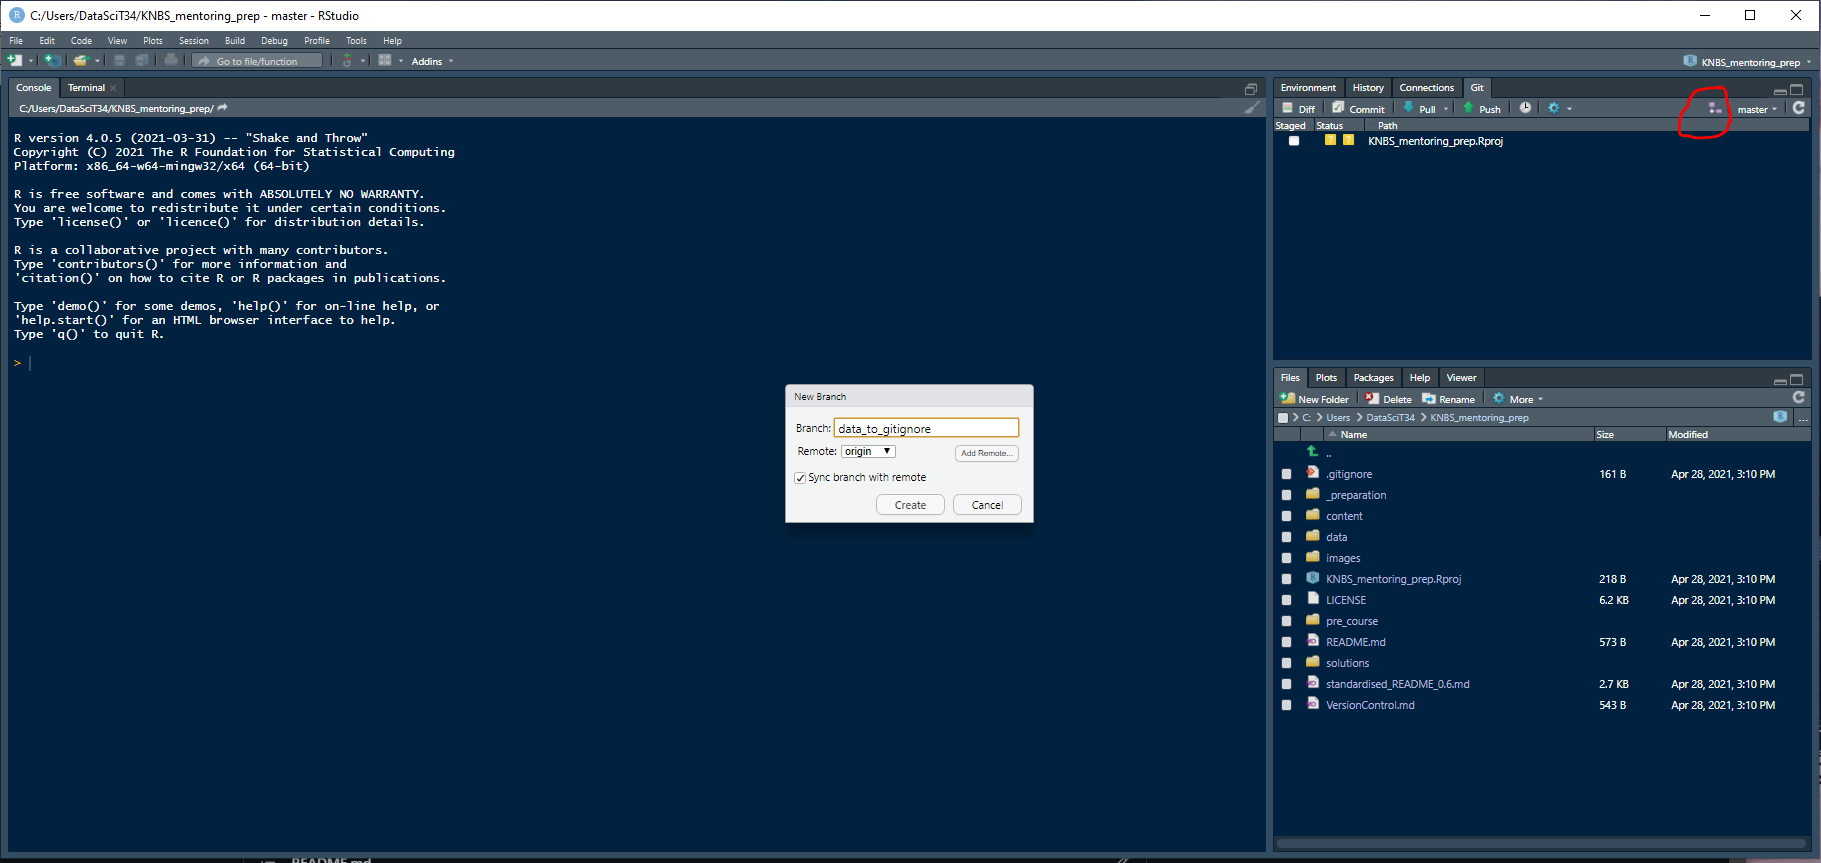 C:/Users/DataSciT34/KNBS_mentoring_prep - master - RStudio
File Edit Code View Plots Session Build Debug Profile Tools Help
Go to file/function Addins KNBS_mentoring_prep
Console Terminal
C:/Users/DataSciT34/KNBS_mentoring_prep/
R version 4.0.5 (2021-03-31) -- "Shake and Throw"
Copyright (C) 2021 The R Foundation for Statistical Computing
Platform: x86_64-w64-mingw32/x64 (64-bit)
R is free software and comes with ABSOLUTELY NO WARRANTY.
You are welcome to redistribute it under certain conditions.
Type 'license()' or 'licence()' for distribution details.
R is a collaborative project with many contributors.
Type 'contributors()' for more information and
'citation()' on how to cite R or R packages in publications.
Type 'demo()' for some demos, 'help()' for on-line help, or
'help.start()' for an HTML browser interface to help.
Type 'q()' to quit R.
>
New Branch
Branch: data_to_gitignore
Remote: origin Add Remote...
Sync branch with remote
Create Cancel
Environment History Connections Git
Diff Commit Pull Push master
Staged Status Path
? ? KNBS_mentoring_prep.Rproj
Files Plots Packages Help Viewer
New Folder Delete Rename More
C: > Users > DataSciT34 > KNBS_mentoring_prep ...
Name Size Modified
..
.gitignore 161 B Apr 28, 2021, 3:10 PM
_preparation
content
data
images
KNBS_mentoring_prep.Rproj 218 B Apr 28, 2021, 3:10 PM
LICENSE 6.2 KB Apr 28, 2021, 3:10 PM
pre_course
README.md 573 B Apr 28, 2021, 3:10 PM
solutions
standardised_README_0.6.md 2.7 KB Apr 28, 2021, 3:10 PM
VersionControl.md 543 B Apr 28, 2021, 3:10 PM
README.md